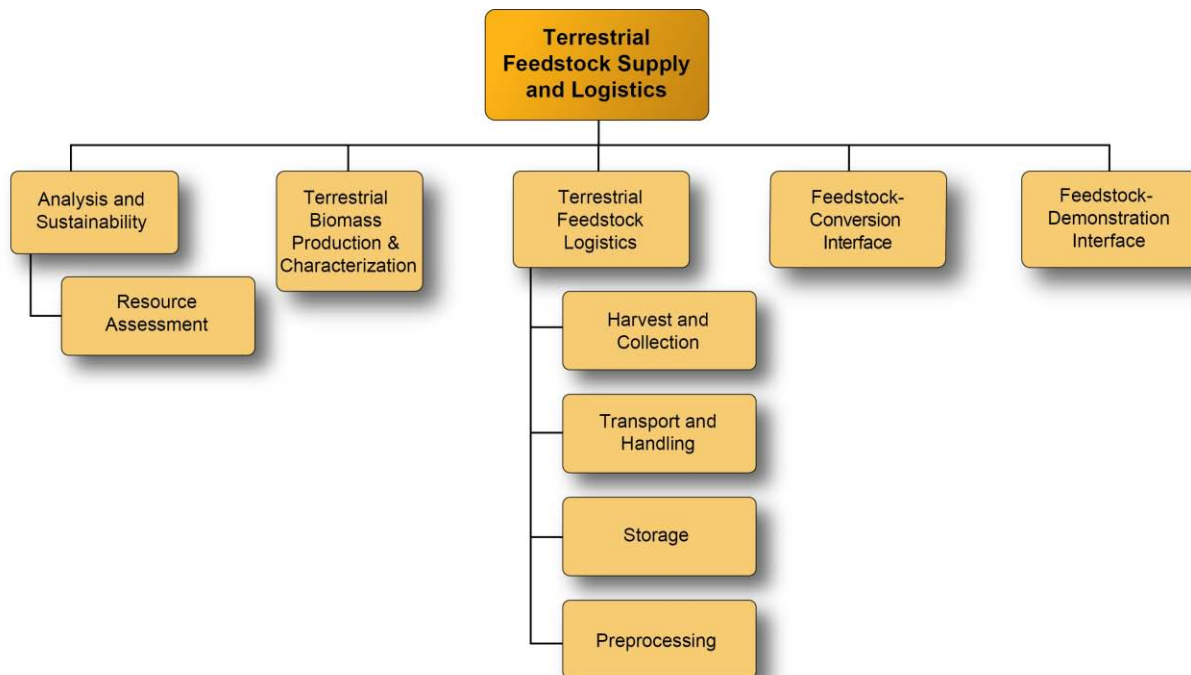 Terrestrial
Feedstock Supply
and Logistics
Analysis and
Sustainability
Resource
Assessment
Terrestrial
Biomass
Production &
Characterization
Terrestrial
Feedstock
Logistics
Harvest and
Collection
Transport and
Handling
Storage
Preprocessing
Feedstock-
Conversion
Interface
Feedstock-
Demonstration
Interface